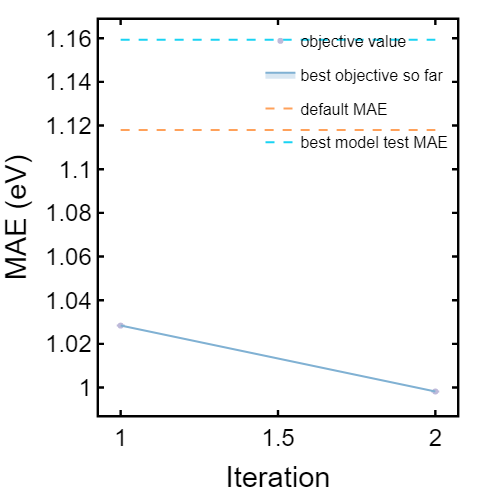 1.16
1.14
1.12
1.1
1.08
1.06
1.04
1.02
1
MAE (eV)
objective value
best objective so far
default MAE
best model test MAE
1
1.5
2
Iteration